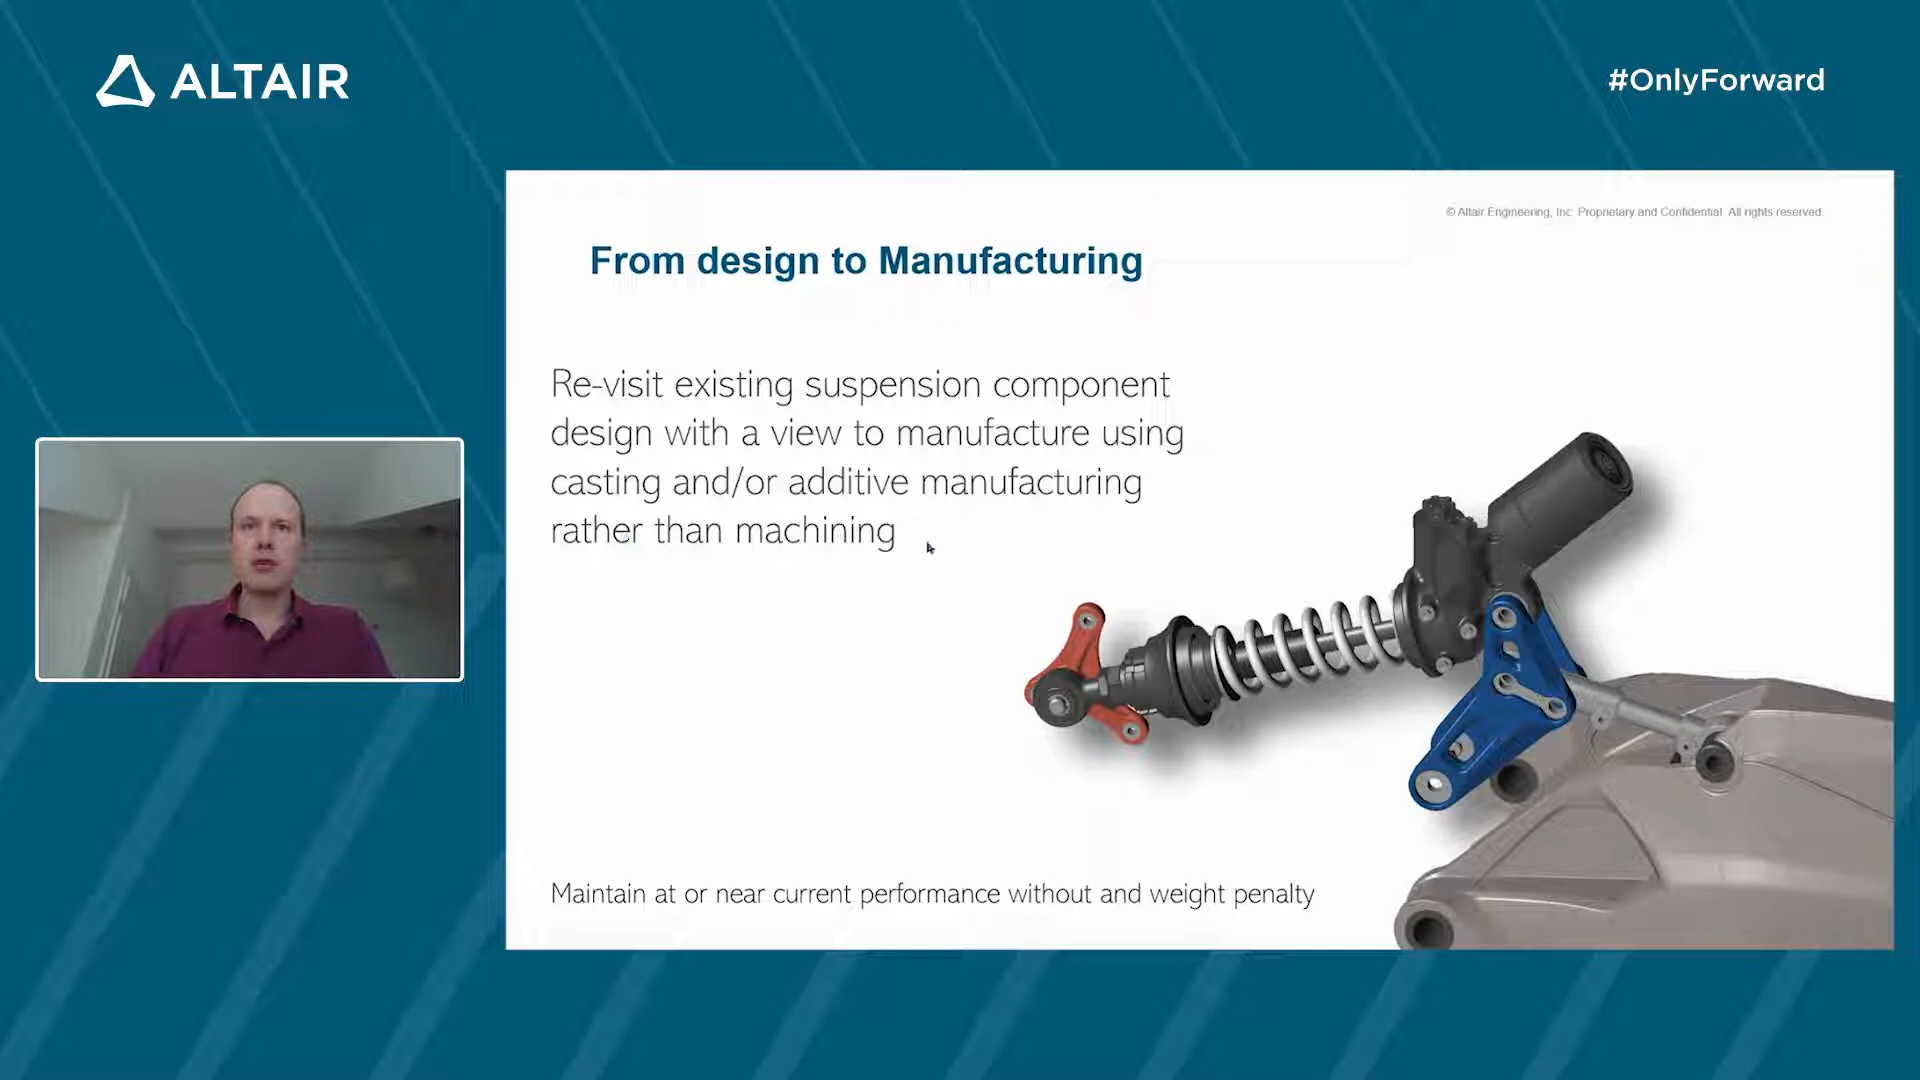 ALTAIR
#OnlyForward
© Altair Engineering, Inc. Proprietary and Confidential. All rights reserved.
From design to Manufacturing
Re-visit existing suspension component
design with a view to manufacture using
casting and/or additive manufacturing
rather than machining
Maintain at or near current performance without and weight penalty